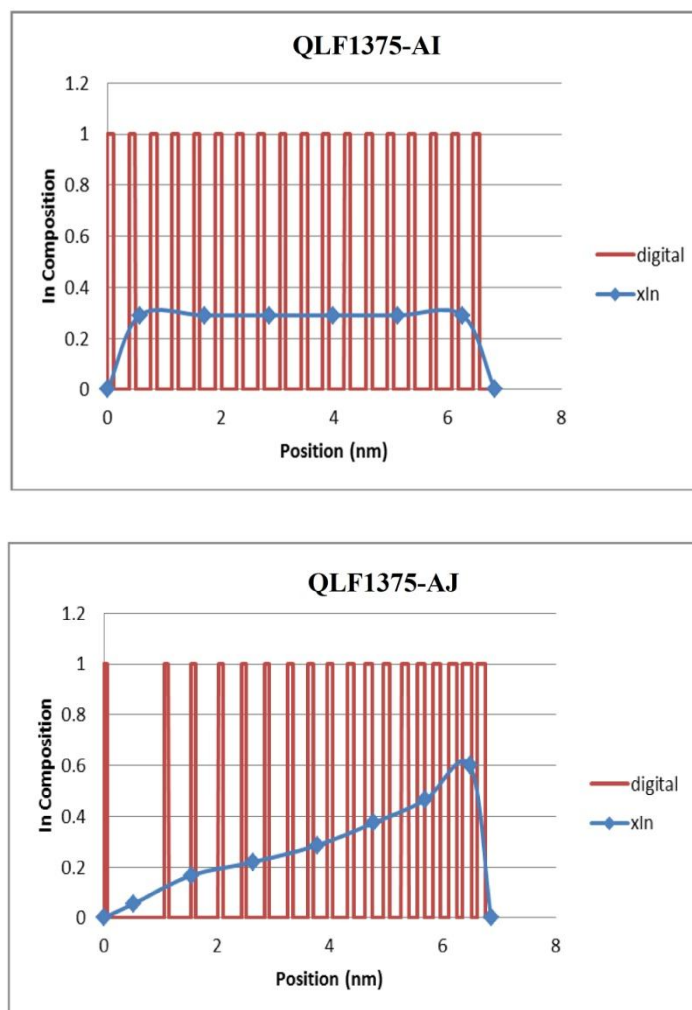 QLF1375-AI
1.2
1
0.8
0.6
0.4
0.2
0
0 2 4 6 8
In Composition
Position (nm)
digital
xIn
QLF1375-AJ
1.2
1
0.8
0.6
0.4
0.2
0
0 2 4 6 8
In Composition
Position (nm)
digital
xIn